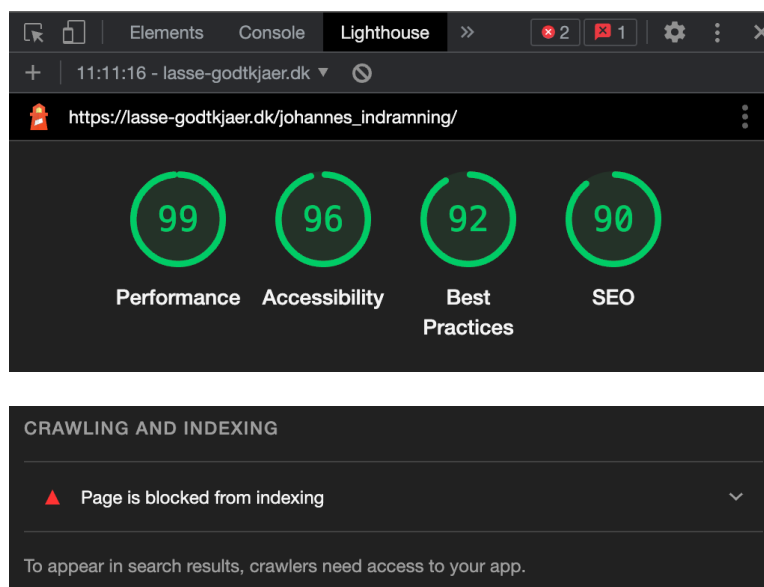 Elements Console Lighthouse » 2 1
11:11:16 - lasse-godtkjaer.dk ▼
https://lasse-godtkjaer.dk/johannes_indramning/
99 96 92 90
Performance Accessibility Best Practices SEO
CRAWLING AND INDEXING
Page is blocked from indexing
To appear in search results, crawlers need access to your app.